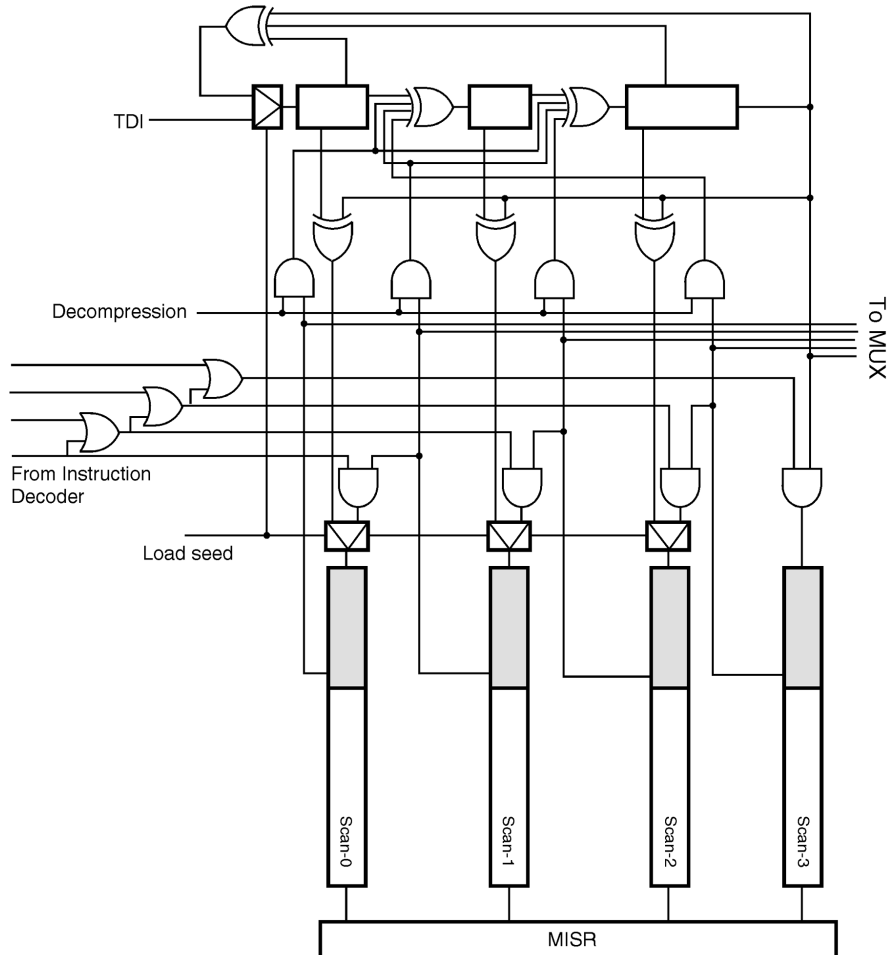 TDI
Decompression
To MUX
From Instruction
Decoder
Load seed
Scan-0
Scan-1
Scan-2
Scan-3
MISR